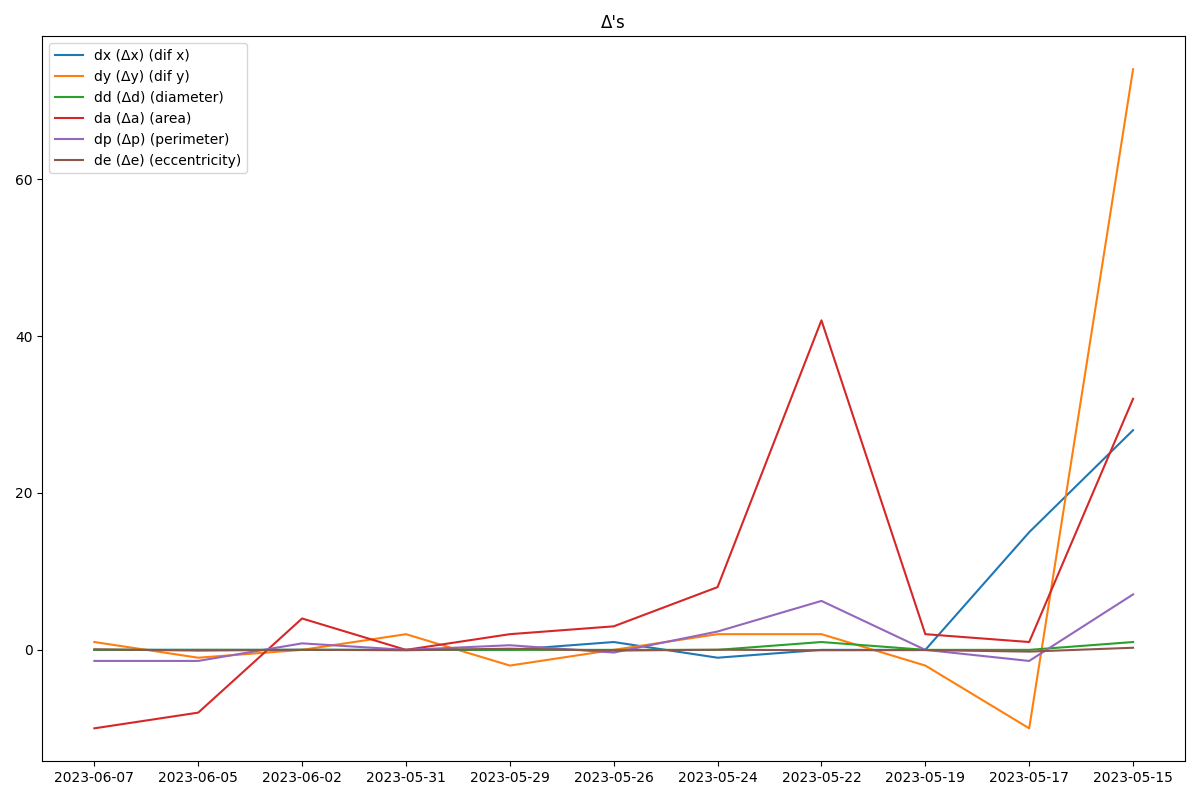 Δ's
dx (Δx) (dif x)
dy (Δy) (dif y)
dd (Δd) (diameter)
da (Δa) (area)
dp (Δp) (perimeter)
de (Δe) (eccentricity)
60
40
20
0
2023-06-07 2023-06-05 2023-06-02 2023-05-31 2023-05-29 2023-05-26 2023-05-24 2023-05-22 2023-05-19 2023-05-17 2023-05-15